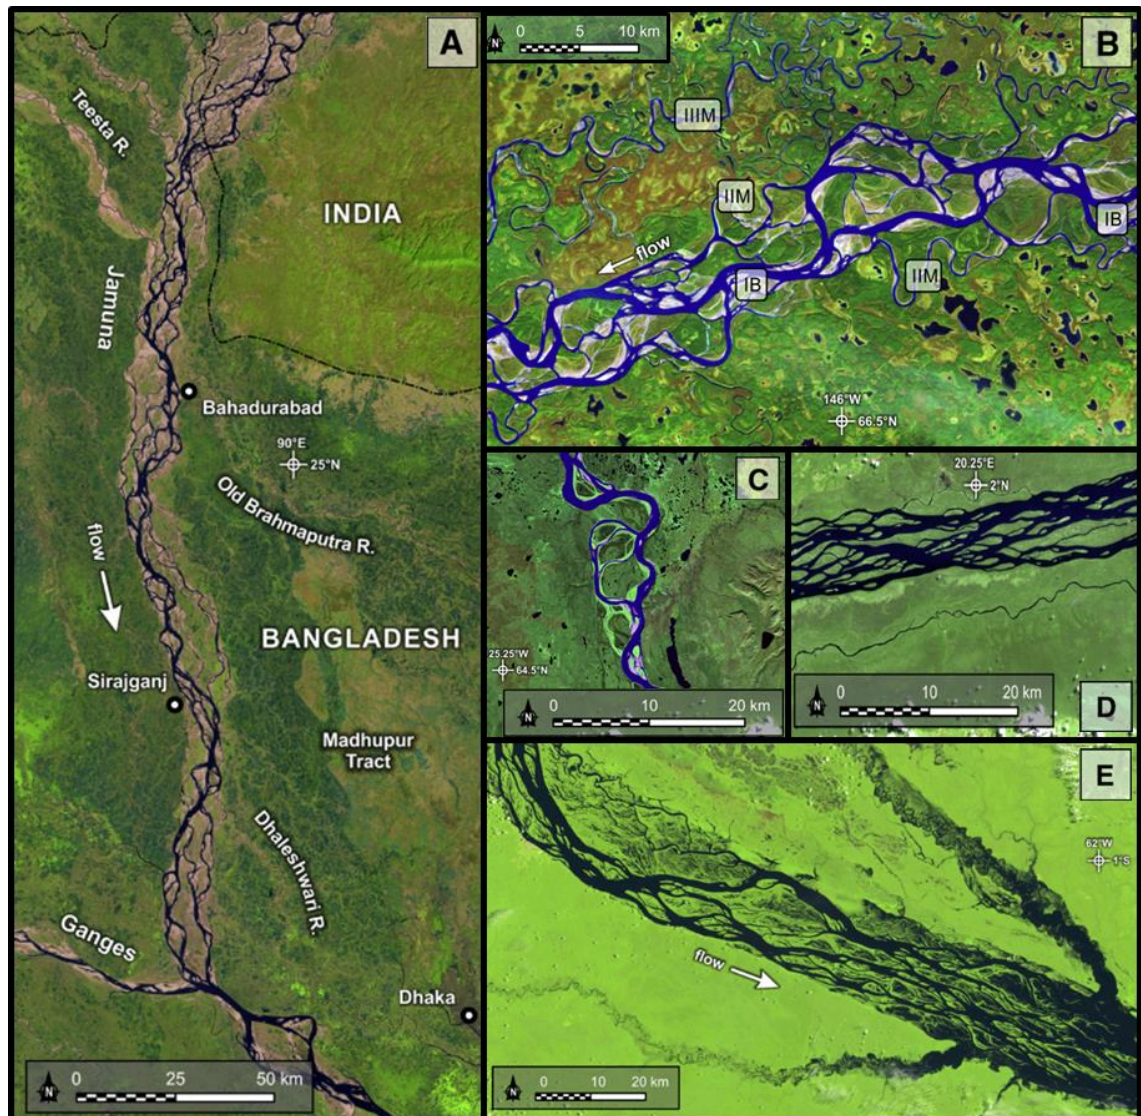 A
Teesta R.
INDIA
Jamuna
Bahadurabad
90°E
25°N
Old Brahmaputra R.
flow
BANGLADESH
Sirajganj
Madhupur
Tract
Dhaleshwari R.
Ganges
Dhaka
N
0 25 50 km
B
N
0 5 10 km
IIIM
IIM
IB
flow
IB
IIM
146°W
66.5°N
C
25.25°W
64.5°N
N
0 10 20 km
20.25°E
2°N
D
N
0 10 20 km
E
62°W
1°S
flow
N
0 10 20 km